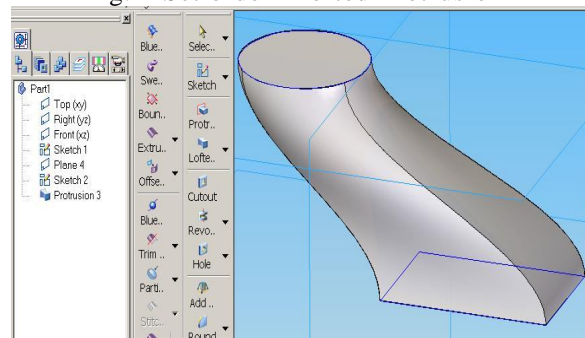 Part1
Top (xy)
Right (yz)
Front (xz)
Sketch 1
Plane 4
Sketch 2
Protrusion 3
Blue..
Swe..
Boun..
Extru..
Offse..
Blue..
Trim ..
Parti..
Stitc..
Selec..
Sketch
Protr..
Lofte..
Cutout
Revo..
Hole
Add ..
Round